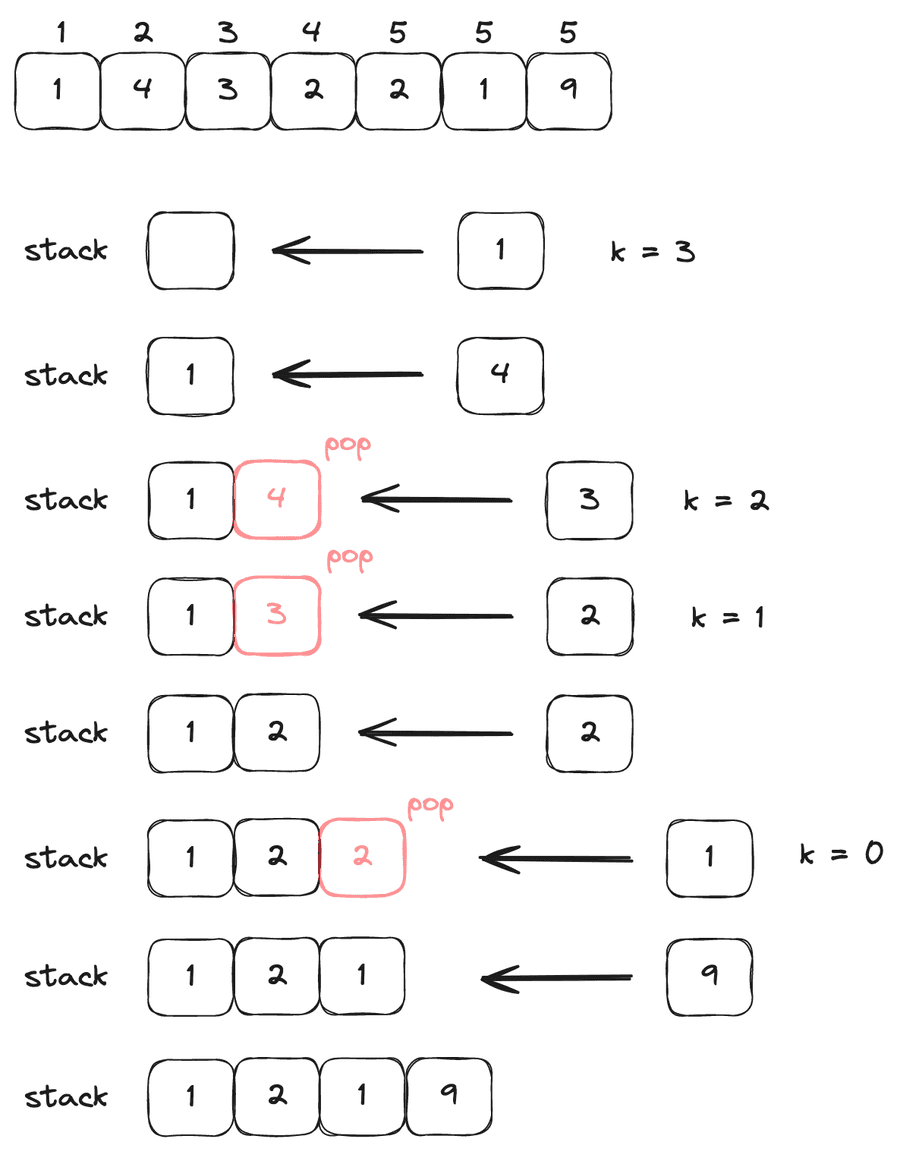 1 2 3 4 5 5 5
1 4 3 2 2 1 9
stack 1 k = 3
stack 1 4
pop
stack 1 4 3 k = 2
pop
stack 1 3 2 k = 1
stack 1 2 2
pop
stack 1 2 2 1 k = 0
stack 1 2 1 9
stack 1 2 1 9